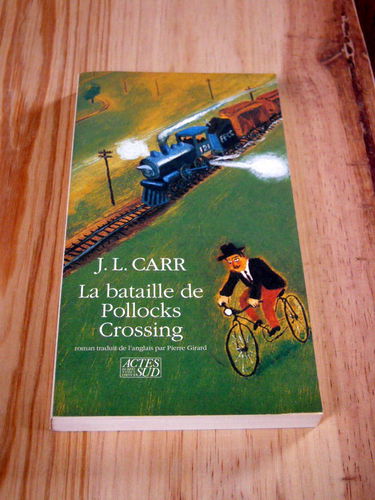 J. L. CARR
La bataille de
Pollocks
Crossing
roman traduit de l'anglais par Pierre Girard
ACTES
SUD